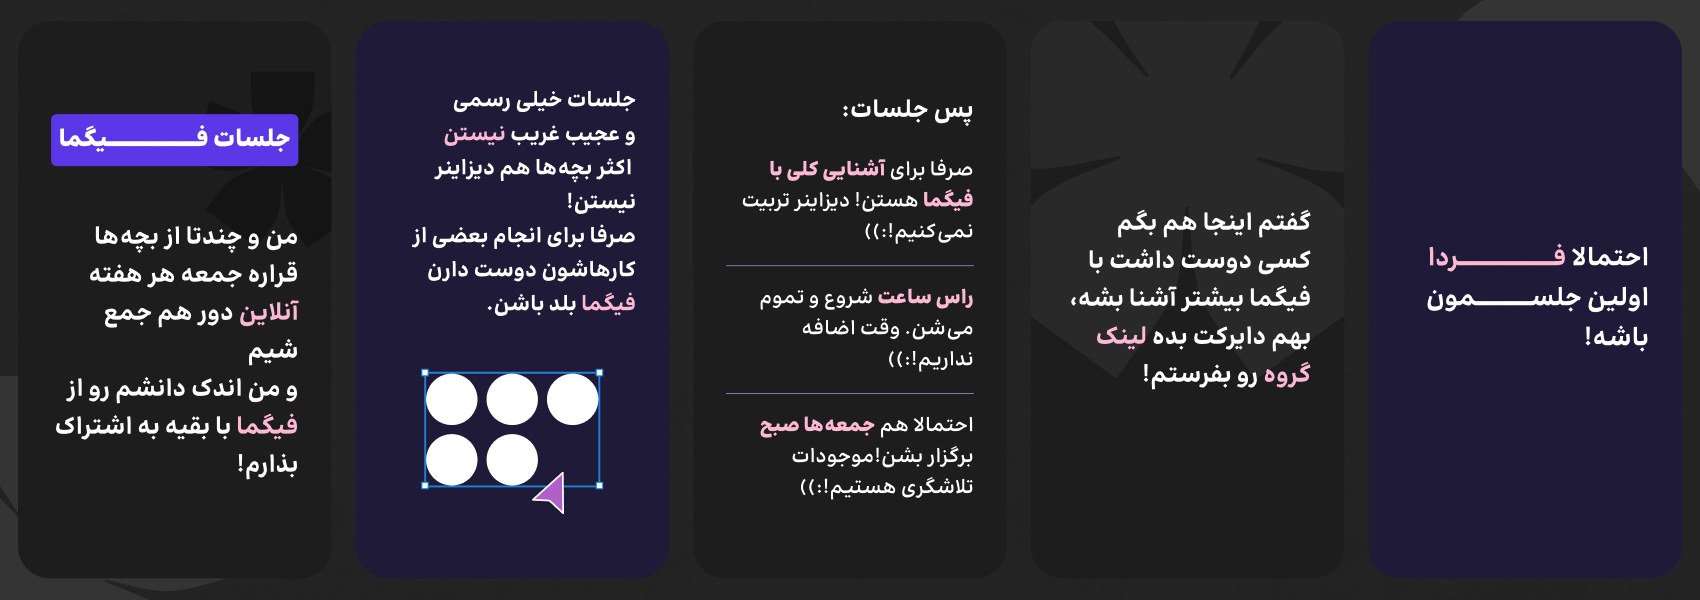 جلسات فـــــــــیگما
من و چندتا از بچه‌ها
قراره جمعه هر هفته
آنلاین دور هم جمع
شیم
و من اندک دانشم رو از
فیگما با بقیه به اشتراک
بذارم!
جلسات خیلی رسمی
و عجیب غریب نیستن
اکثر بچه‌ها هم دیزاینر
نیستن!
صرفا برای انجام بعضی از
کارهاشون دوست دارن
فیگما بلد باشن.
پس جلسات:
صرفا برای آشنایی کلی با
فیگما هستن! دیزاینر تربیت
نمی‌کنیم!:))
راس ساعت شروع و تموم
می‌شن. وقت اضافه
نداریم!:))
احتمالا هم جمعه‌ها صبح
برگزار بشن!موجودات
تلاشگری هستیم!:))
گفتم اینجا هم بگم
کسی دوست داشت با
فیگما بیشتر آشنا بشه،
بهم دایرکت بده لینک
گروه رو بفرستم!
احتمالا فـــــــــردا
اولین جلســـــمون
باشه!